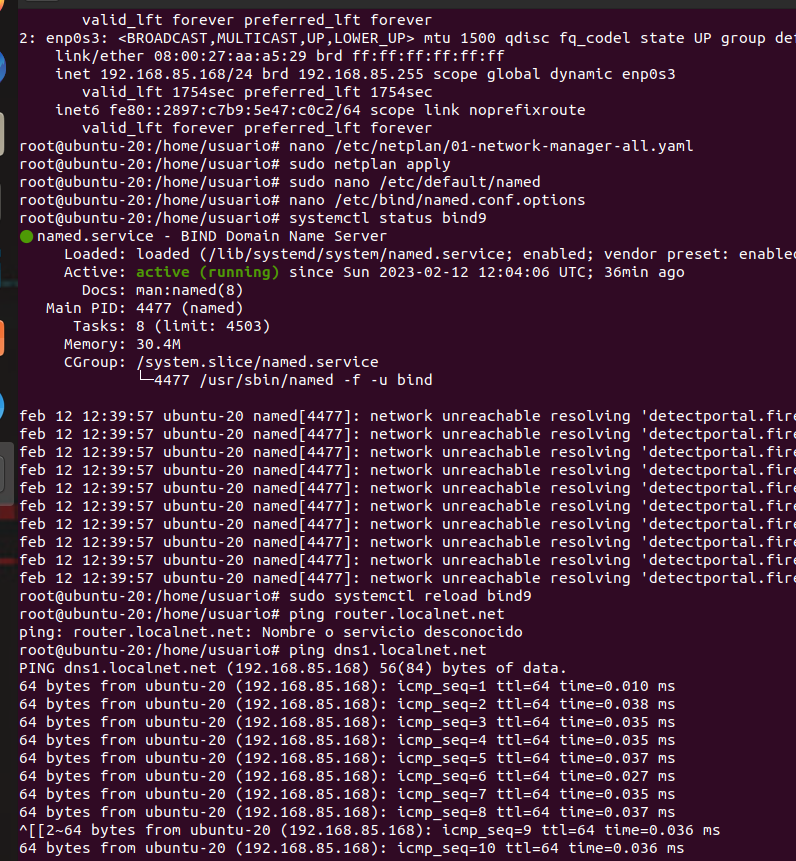 valid_lft forever preferred_lft forever
2: enp0s3: <BROADCAST,MULTICAST,UP,LOWER_UP> mtu 1500 qdisc fq_codel state UP group def
link/ether 08:00:27:aa:a5:29 brd ff:ff:ff:ff:ff:ff
inet 192.168.85.168/24 brd 192.168.85.255 scope global dynamic enp0s3
valid_lft 1754sec preferred_lft 1754sec
inet6 fe80::2897:c7b9:5e47:c0c2/64 scope link noprefixroute
valid_lft forever preferred_lft forever
root@ubuntu-20:/home/usuario# nano /etc/netplan/01-network-manager-all.yaml
root@ubuntu-20:/home/usuario# sudo netplan apply
root@ubuntu-20:/home/usuario# sudo nano /etc/default/named
root@ubuntu-20:/home/usuario# nano /etc/bind/named.conf.options
root@ubuntu-20:/home/usuario# systemctl status bind9
● named.service - BIND Domain Name Server
Loaded: loaded (/lib/systemd/system/named.service; enabled; vendor preset: enabled
Active: active (running) since Sun 2023-02-12 12:04:06 UTC; 36min ago
Docs: man:named(8)
Main PID: 4477 (named)
Tasks: 8 (limit: 4503)
Memory: 30.4M
CGroup: /system.slice/named.service
└─4477 /usr/sbin/named -f -u bind
feb 12 12:39:57 ubuntu-20 named[4477]: network unreachable resolving 'detectportal.fire
feb 12 12:39:57 ubuntu-20 named[4477]: network unreachable resolving 'detectportal.fire
feb 12 12:39:57 ubuntu-20 named[4477]: network unreachable resolving 'detectportal.fire
feb 12 12:39:57 ubuntu-20 named[4477]: network unreachable resolving 'detectportal.fire
feb 12 12:39:57 ubuntu-20 named[4477]: network unreachable resolving 'detectportal.fire
feb 12 12:39:57 ubuntu-20 named[4477]: network unreachable resolving 'detectportal.fire
feb 12 12:39:57 ubuntu-20 named[4477]: network unreachable resolving 'detectportal.fire
feb 12 12:39:57 ubuntu-20 named[4477]: network unreachable resolving 'detectportal.fire
feb 12 12:39:57 ubuntu-20 named[4477]: network unreachable resolving 'detectportal.fire
feb 12 12:39:57 ubuntu-20 named[4477]: network unreachable resolving 'detectportal.fire
root@ubuntu-20:/home/usuario# sudo systemctl reload bind9
root@ubuntu-20:/home/usuario# ping router.localnet.net
ping: router.localnet.net: Nombre o servicio desconocido
root@ubuntu-20:/home/usuario# ping dns1.localnet.net
PING dns1.localnet.net (192.168.85.168) 56(84) bytes of data.
64 bytes from ubuntu-20 (192.168.85.168): icmp_seq=1 ttl=64 time=0.010 ms
64 bytes from ubuntu-20 (192.168.85.168): icmp_seq=2 ttl=64 time=0.038 ms
64 bytes from ubuntu-20 (192.168.85.168): icmp_seq=3 ttl=64 time=0.035 ms
64 bytes from ubuntu-20 (192.168.85.168): icmp_seq=4 ttl=64 time=0.035 ms
64 bytes from ubuntu-20 (192.168.85.168): icmp_seq=5 ttl=64 time=0.037 ms
64 bytes from ubuntu-20 (192.168.85.168): icmp_seq=6 ttl=64 time=0.027 ms
64 bytes from ubuntu-20 (192.168.85.168): icmp_seq=7 ttl=64 time=0.035 ms
64 bytes from ubuntu-20 (192.168.85.168): icmp_seq=8 ttl=64 time=0.037 ms
^[[2~64 bytes from ubuntu-20 (192.168.85.168): icmp_seq=9 ttl=64 time=0.036 ms
64 bytes from ubuntu-20 (192.168.85.168): icmp_seq=10 ttl=64 time=0.036 ms